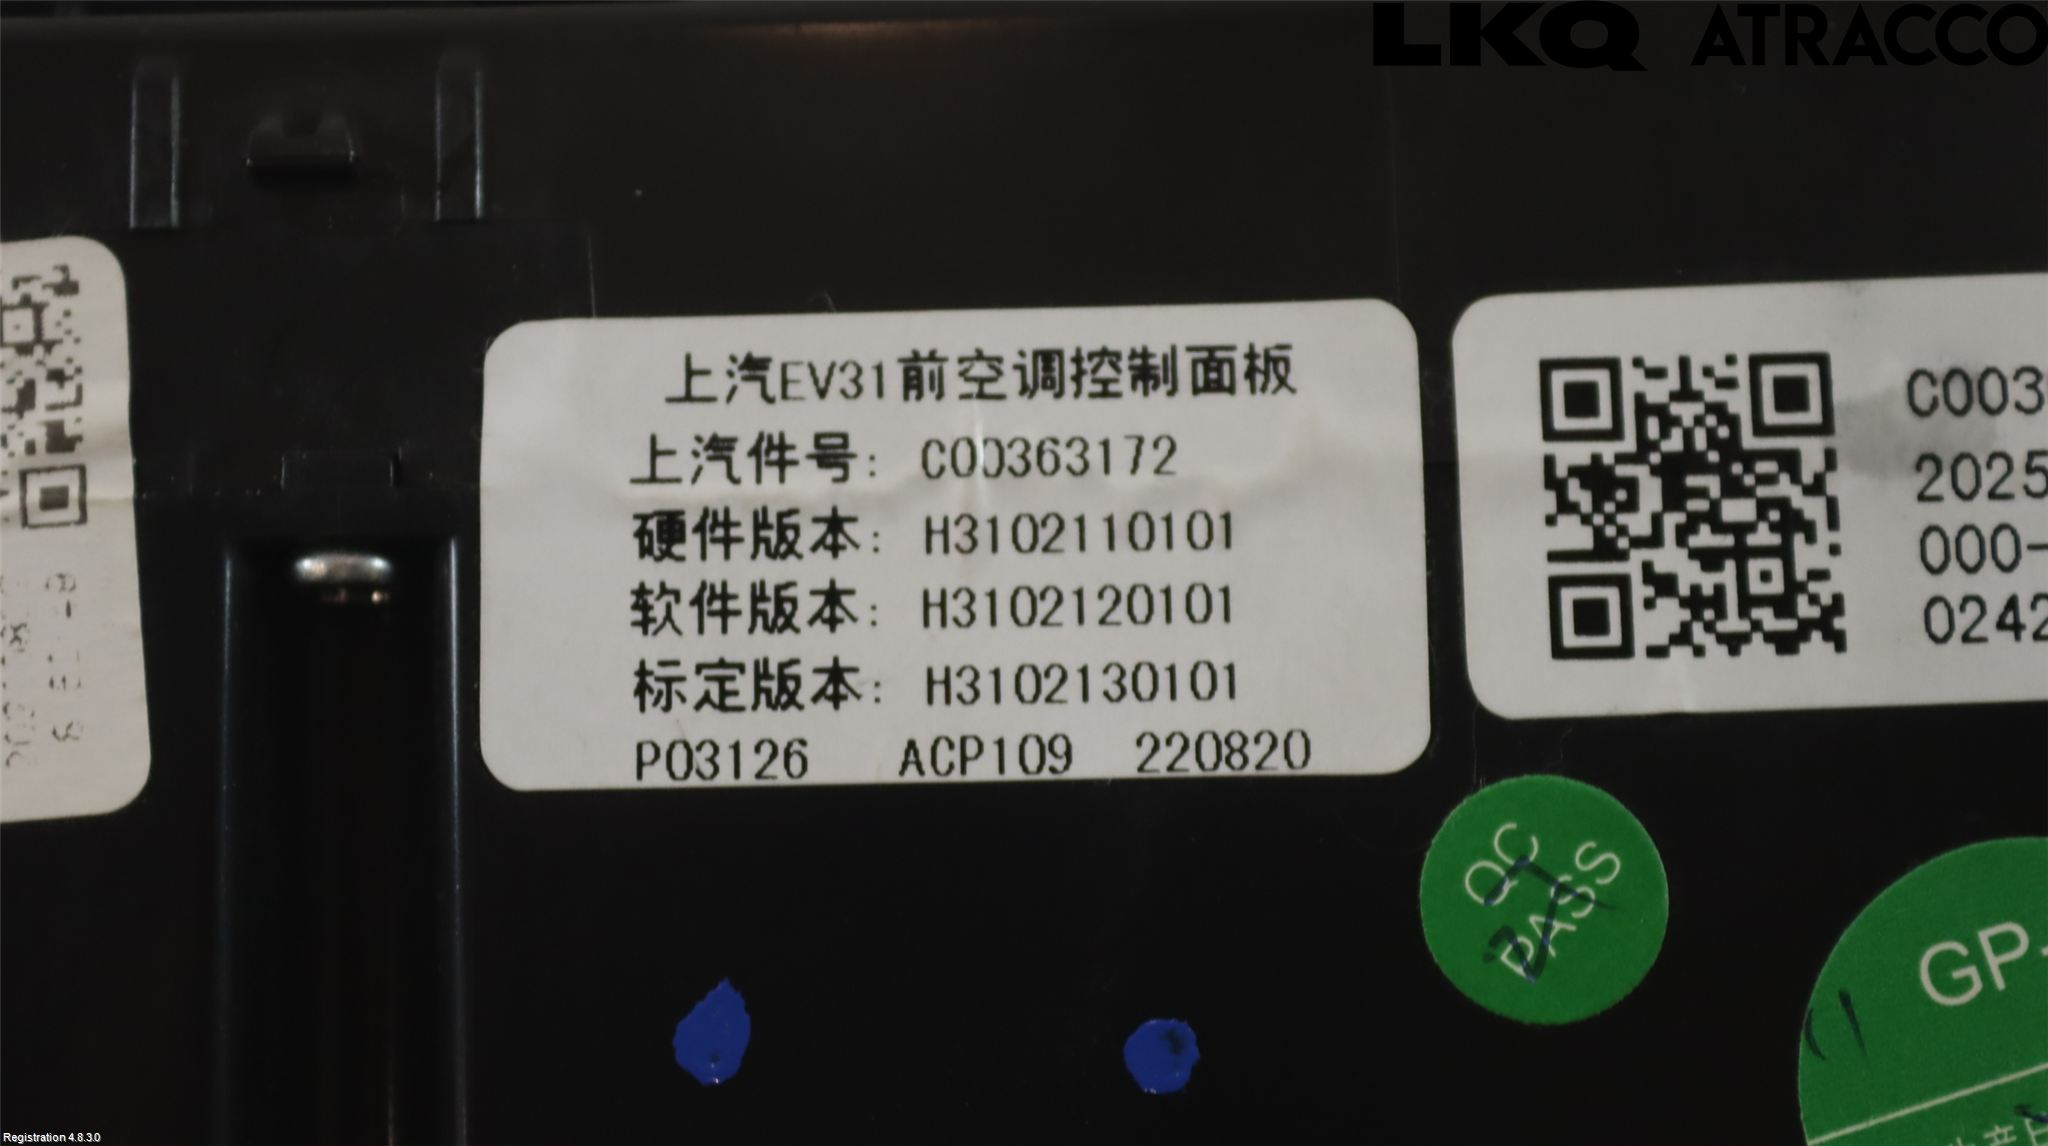 LKQ ATRACCO
上汽EV31前空调控制面板
上汽件号: C00363172
硬件版本: H3102110101
软件版本: H3102120101
标定版本: H3102130101
P03126 ACP109 220820
C003
2025
000-
0242
QC
PASS
GP-
Registration 4.8.3.0